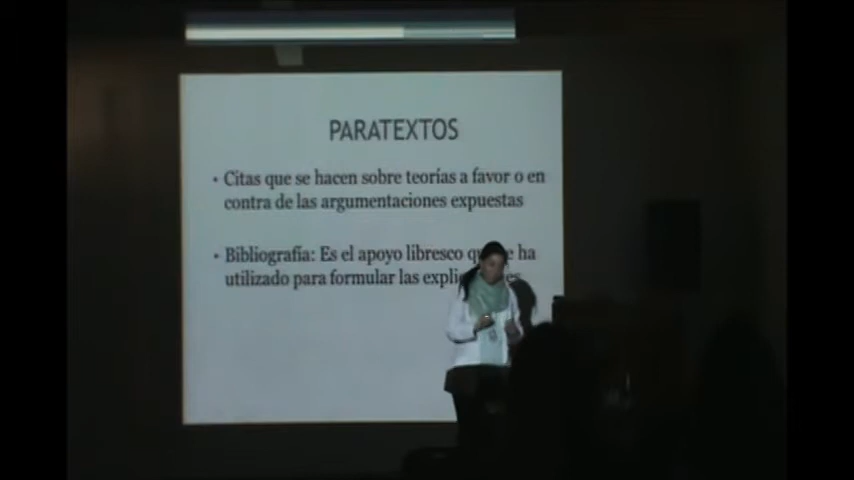 PARATEXTOS
• Citas que se hacen sobre teorías a favor o en
contra de las argumentaciones expuestas
• Bibliografía: Es el apoyo libresco ha
utilizado para formular las